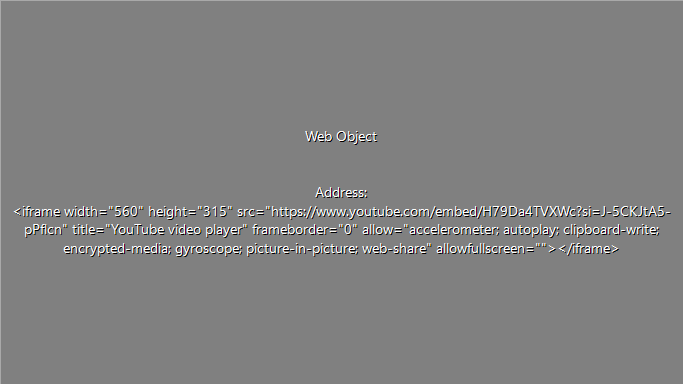 Web Object
Address:
<iframe width="560" height="315" src="https://www.youtube.com/embed/H79Da4TVXWc?si=J-5CKJtA5-
pPflcn" title="YouTube video player" frameborder="0" allow="accelerometer; autoplay; clipboard-write;
encrypted-media; gyroscope; picture-in-picture; web-share" allowfullscreen=""></iframe>